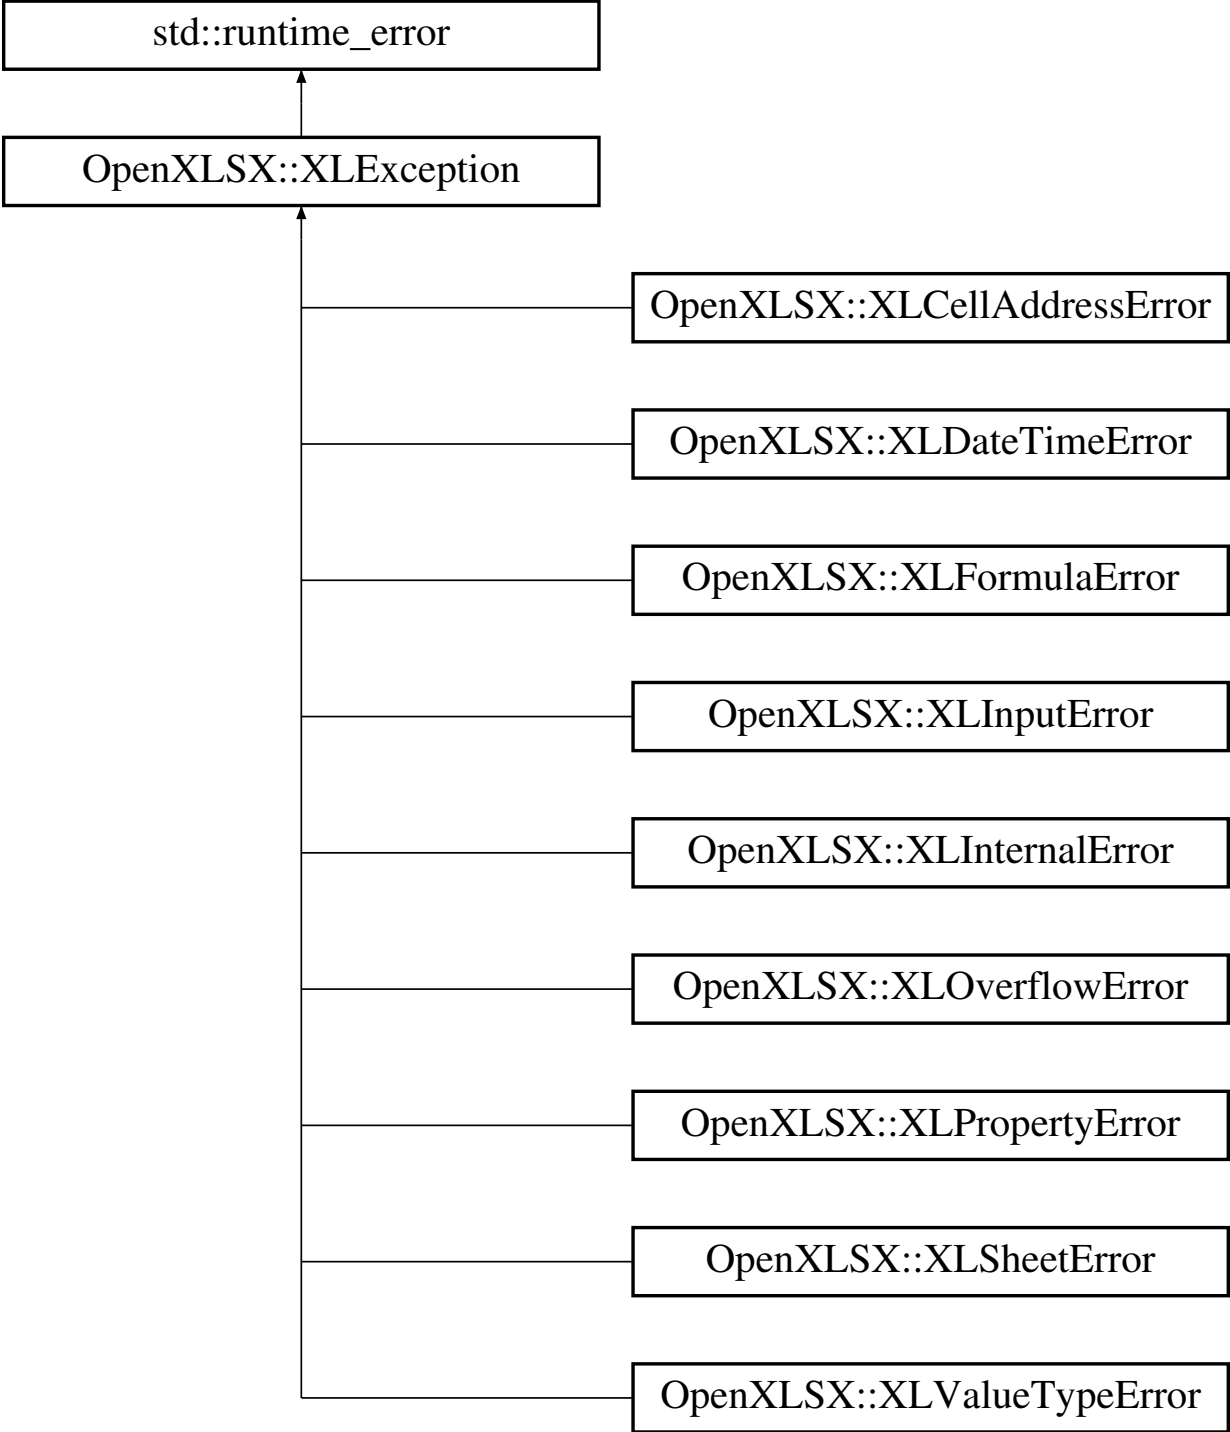 std::runtime_error
OpenXLSX::XLException
OpenXLSX::XLCellAddressError
OpenXLSX::XLDateTimeError
OpenXLSX::XLFormulaError
OpenXLSX::XLInputError
OpenXLSX::XLInternalError
OpenXLSX::XLOverflowError
OpenXLSX::XLPropertyError
OpenXLSX::XLSheetError
OpenXLSX::XLValueTypeError